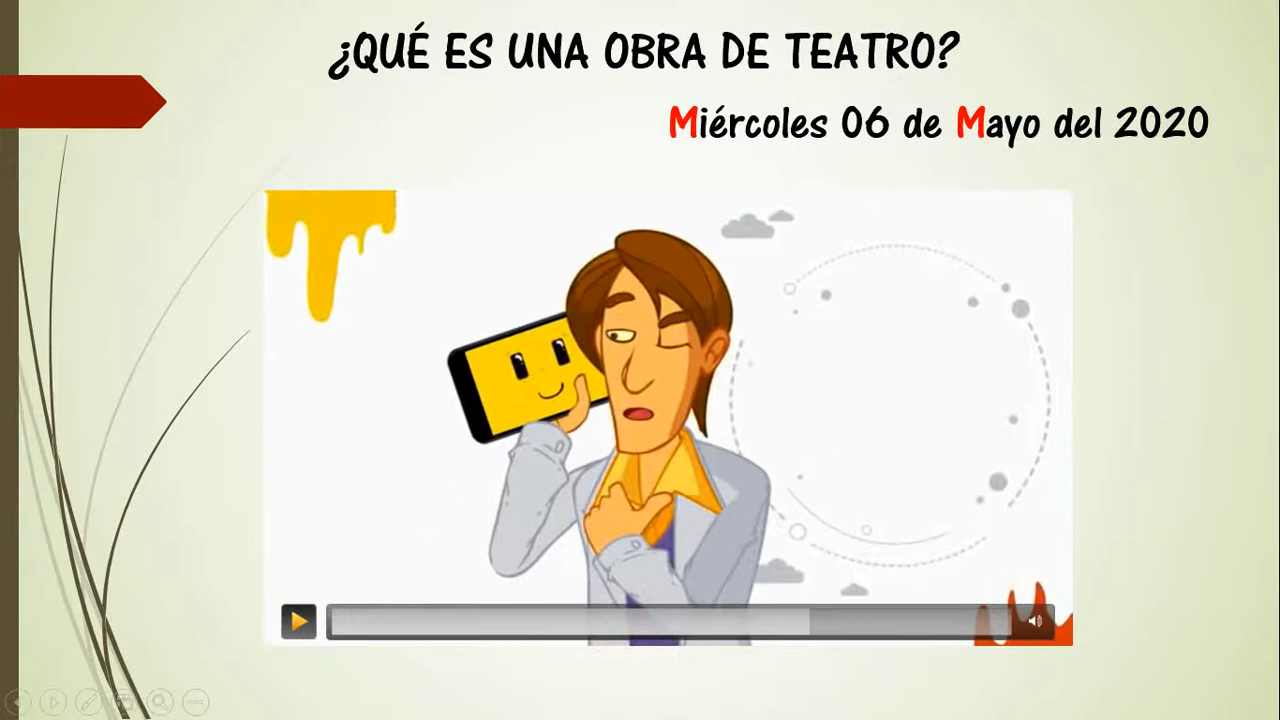 ¿QUÉ ES UNA OBRA DE TEATRO?
Miércoles 06 de Mayo del 2020